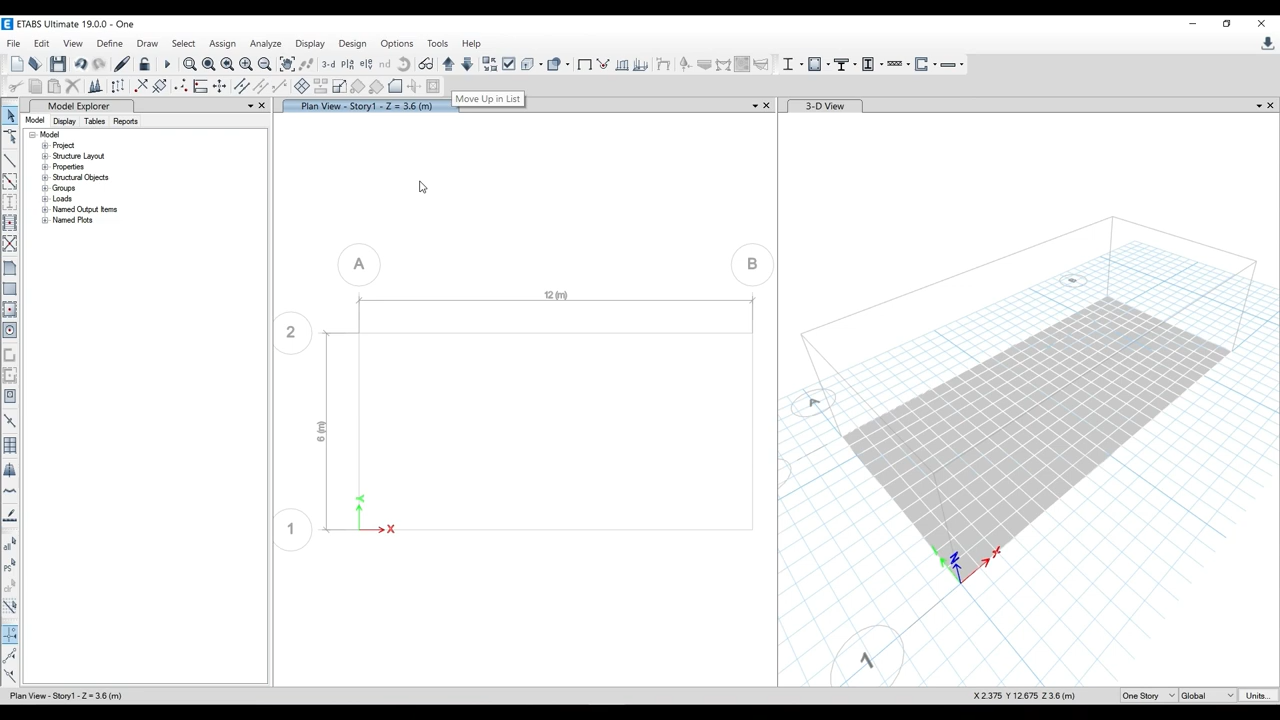 ETABS Ultimate 19.0.0 - One
File Edit View Define Draw Select Assign Analyze Display Design Options Tools Help
3-d
nd
Move Up in List
Model Explorer
Model Display Tables Reports
Model
Project
Structure Layout
Properties
Structural Objects
Groups
Loads
Named Output Items
Named Plots
Plan View - Story1 - Z = 3.6 (m)
A
B
12 (m)
2
6 (m)
1
Y
X
3-D View
B
A
Z
X
1
Plan View - Story1 - Z = 3.6 (m)
X 2.375 Y 12.675 Z 3.6 (m)
One Story
Global
Units...